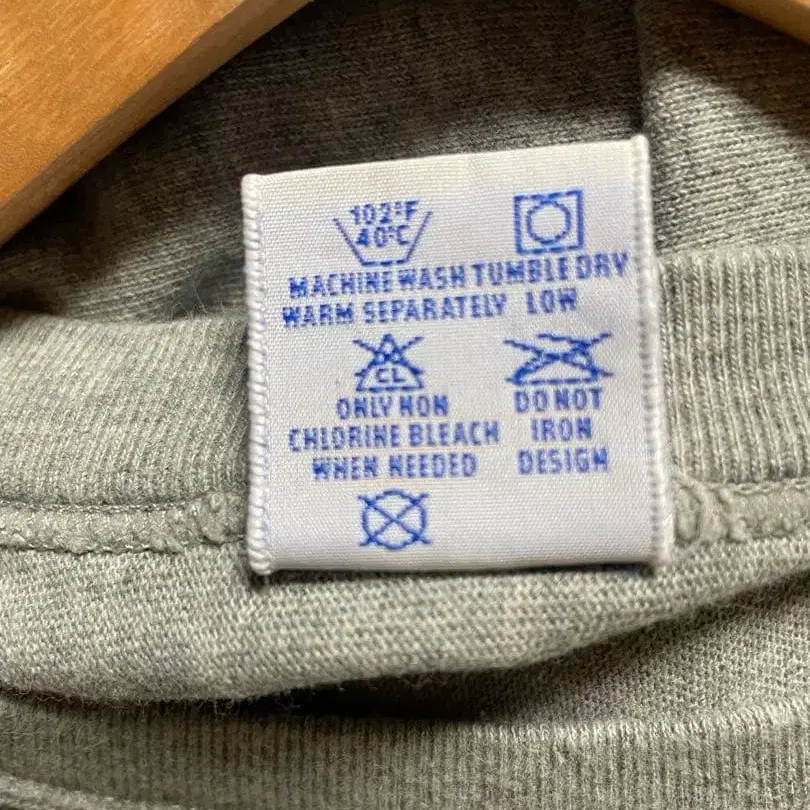 102°F
40°C
MACHINE WASH TUMBLE DRY
WARM SEPARATELY LOW
CL
ONLY NON
CHLORINE BLEACH
WHEN NEEDED
DO NOT
IRON
DESIGN